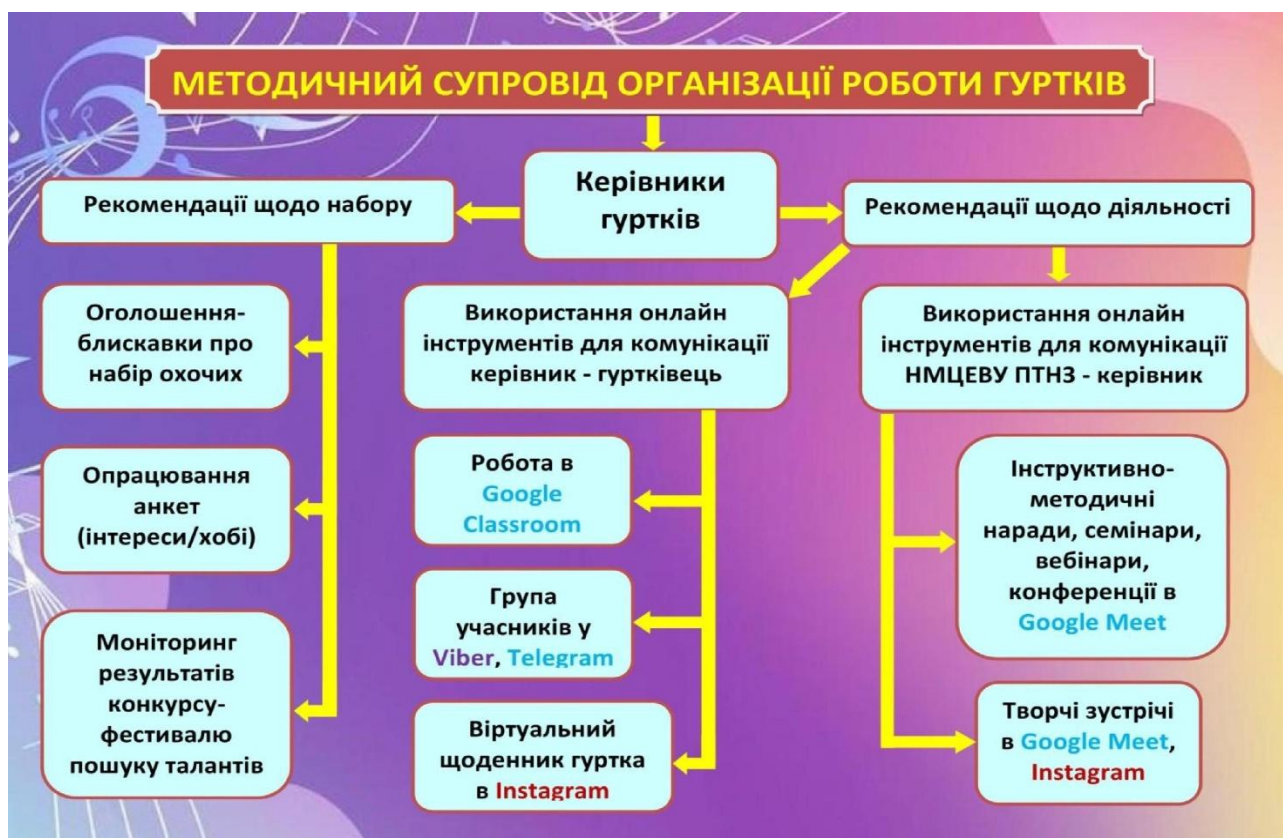 МЕТОДИЧНИЙ СУПРОВІД ОРГАНІЗАЦІЇ РОБОТИ ГУРТКІВ
Керівники
гуртків
Рекомендації щодо набору
Рекомендації щодо діяльності
Оголошення-
блискавки про
набір охочих
Опрацювання
анкет
(інтереси/хобі)
Моніторинг
результатів
конкурсу-
фестивалю
пошуку талантів
Використання онлайн
інструментів для комунікації
керівник - гуртківець
Робота в
Google
Classroom
Група
учасників у
Viber, Telegram
Віртуальний
щоденник гуртка
в Instagram
Використання онлайн
інструментів для комунікації
НМЦЕВУ ПТНЗ - керівник
Інструктивно-
методичні
наради, семінари,
вебінари,
конференції в
Google Meet
Творчі зустрічі
в Google Meet,
Instagram